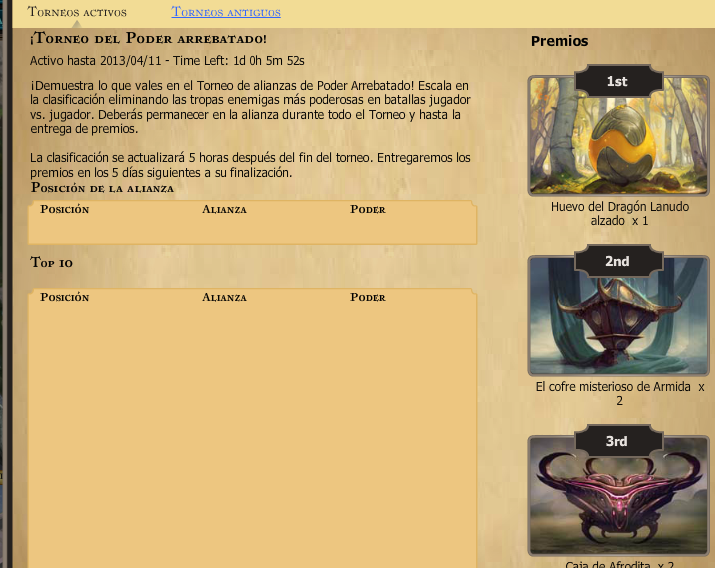 Torneos activos
Torneos antiguos
¡Torneo del Poder arrebatado!
Activo hasta 2013/04/11 - Time Left: 1d 0h 5m 52s
¡Demuestra lo que vales en el Torneo de alianzas de Poder Arrebatado! Escala en
la clasificación eliminando las tropas enemigas más poderosas en batallas jugador
vs. jugador. Deberás permanecer en la alianza durante todo el Torneo y hasta la
entrega de premios.
La clasificación se actualizará 5 horas después del fin del torneo. Entregaremos los
premios en los 5 días siguientes a su finalización.
Posición de la alianza
Posición Alianza Poder
Top 10
Posición Alianza Poder
Premios
1st
Huevo del Dragón Lanudo
alzado x 1
2nd
El cofre misterioso de Armida x
2
3rd
Caja de Afrodita x 2